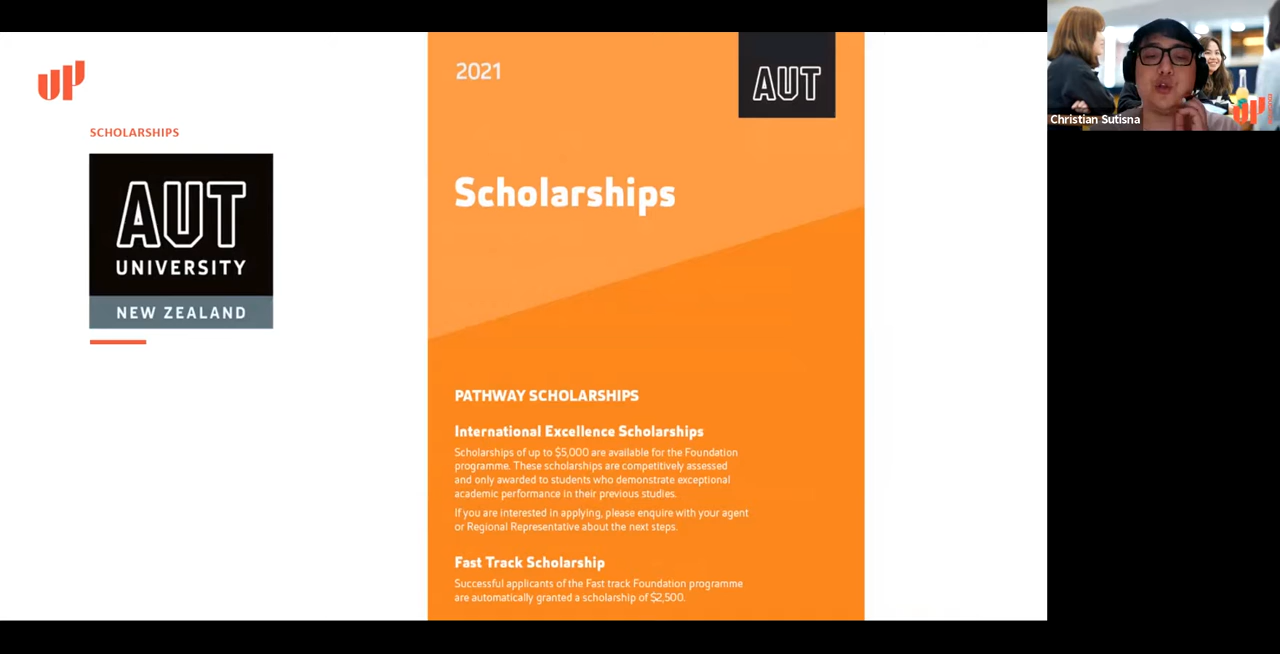 UP
SCHOLARSHIPS
AUT
UNIVERSITY
NEW ZEALAND
2021
AUT
Scholarships
PATHWAY SCHOLARSHIPS
International Excellence Scholarships
Scholarships of up to $5,000 are available for the Foundation
programme. These scholarships are competitively assessed
and only awarded to students who demonstrate exceptional
academic performance in their previous studies.
If you are interested in applying, please enquire with your agent
or Regional Representative about the next steps.
Fast Track Scholarship
Successful applicants of the Fast track Foundation programme
are automatically granted a scholarship of $2,500.
UP
Christian Sutisna